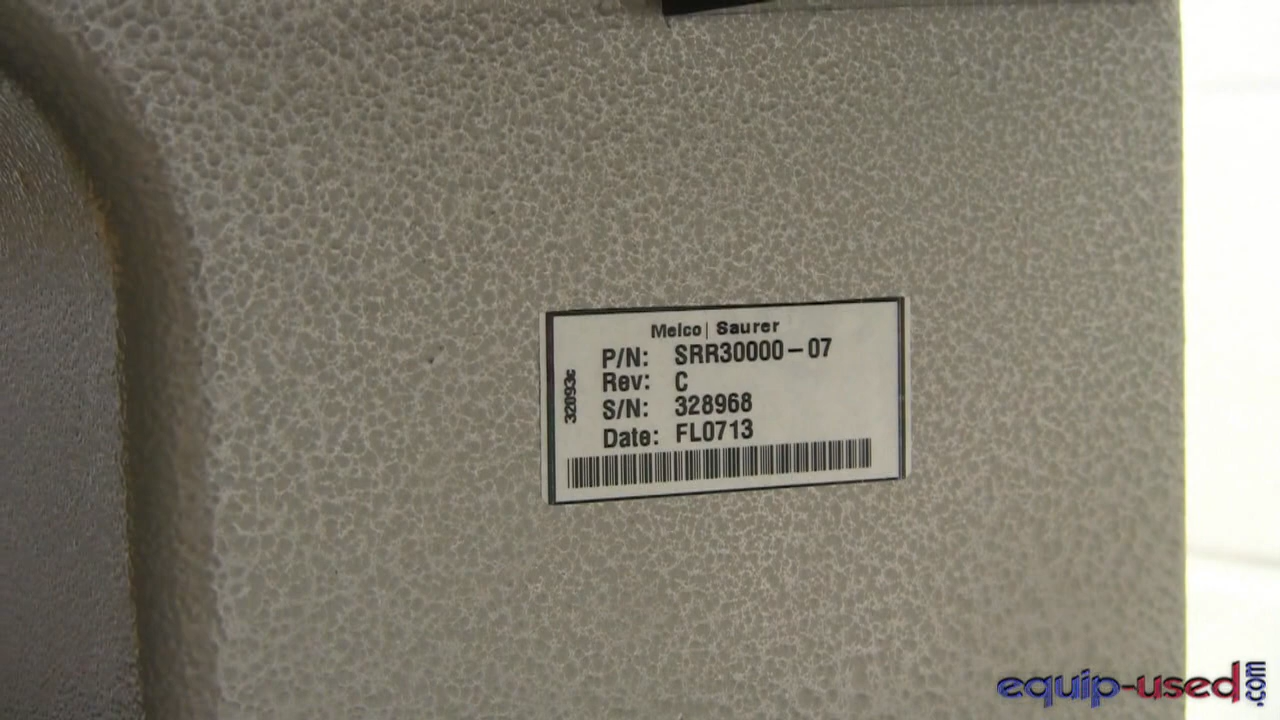 Melco | Saurer
P/N: SRR30000-07
Rev: C
S/N: 328968
Date: FL0713
32093c
equip-used.com